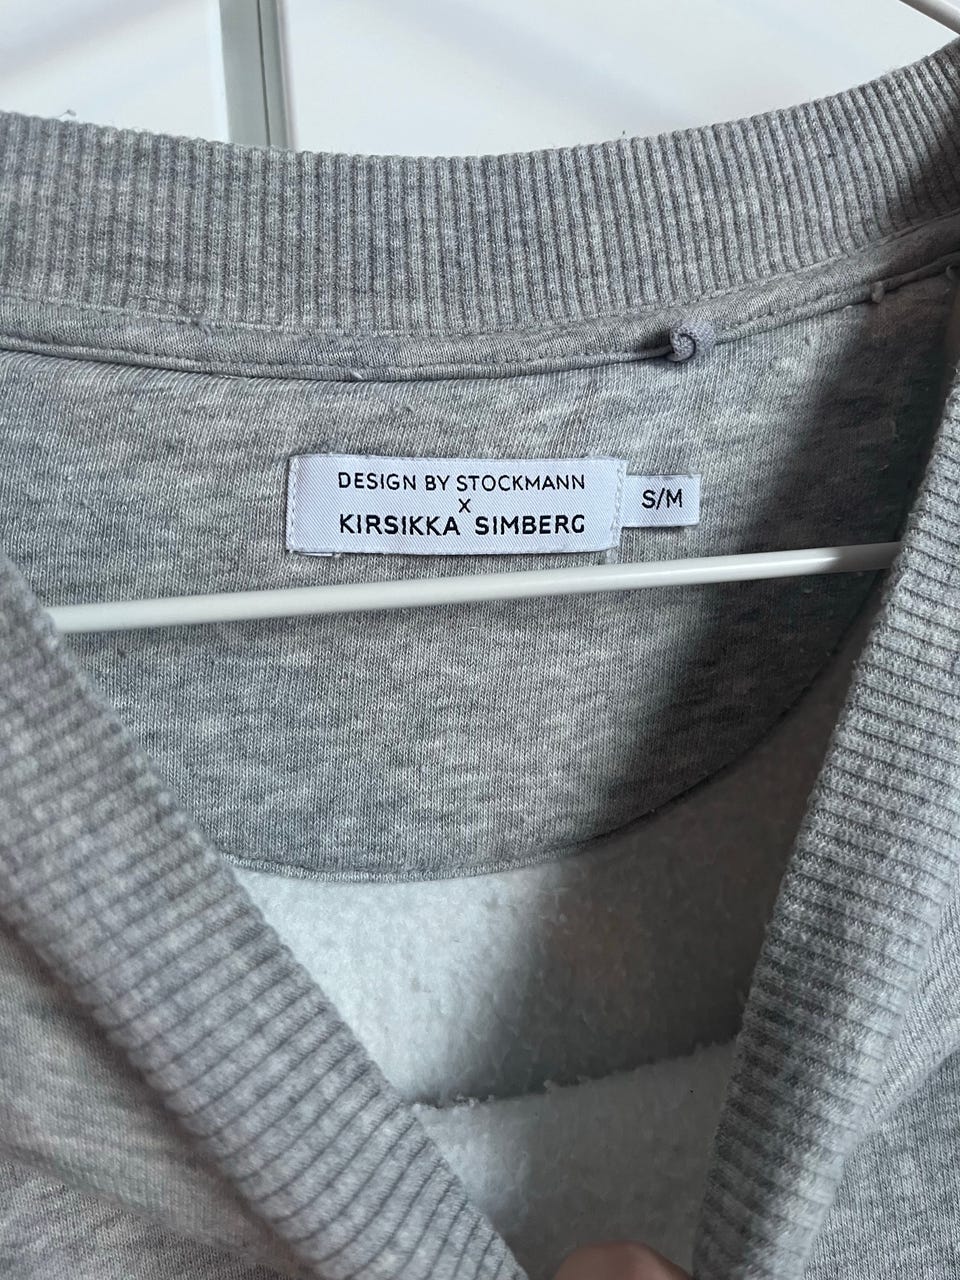 DESIGN BY STOCKMANN
X
KIRSIKKA SIMBERG
S/M